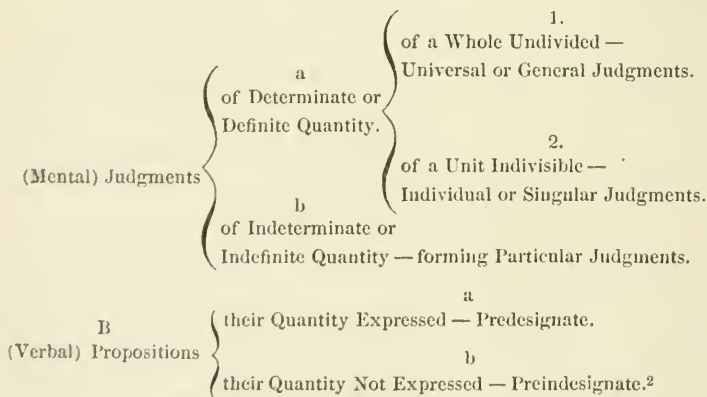 1.
of a Whole Undivided —
Universal or General Judgments.
a
of Determinate or
Definite Quantity.
2.
of a Unit Indivisible —
Individual or Singular Judgments.
(Mental) Judgments
b
of Indeterminate or
Indefinite Quantity — forming Particular Judgments.
a
their Quantity Expressed — Predesignate.
B
(Verbal) Propositions
b
their Quantity Not Expressed — Preindesignate.²